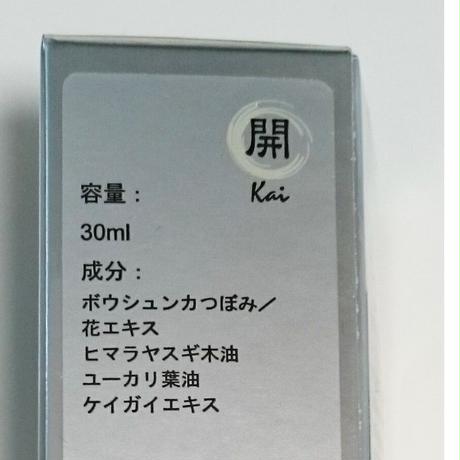 開
Kai
容量：
30ml
成分：
ボウシュンカつぼみ／
花エキス
ヒマラヤスギ木油
ユーカリ葉油
ケイガイエキス